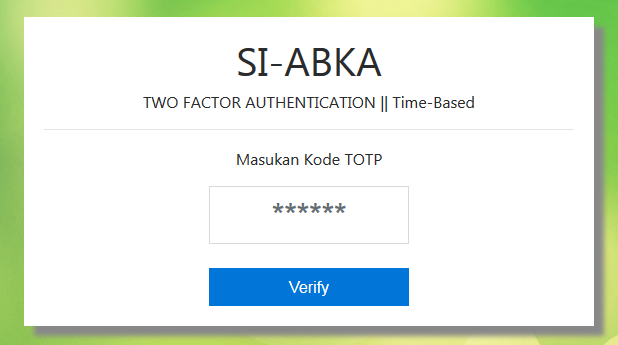 SI-ABKA
TWO FACTOR AUTHENTICATION || Time-Based
Masukan Kode TOTP
******
Verify